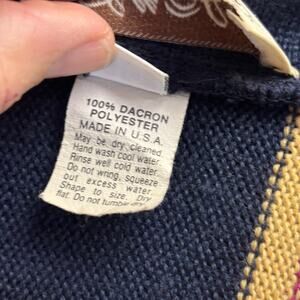 100% DACRON
POLYESTER
MADE IN U.S.A.
May be dry cleaned.
Hand wash cool water.
Rinse well cold water.
Do not wring, squeeze
out excess water.
Shape to size. Dry
flat. Do not tumble dry